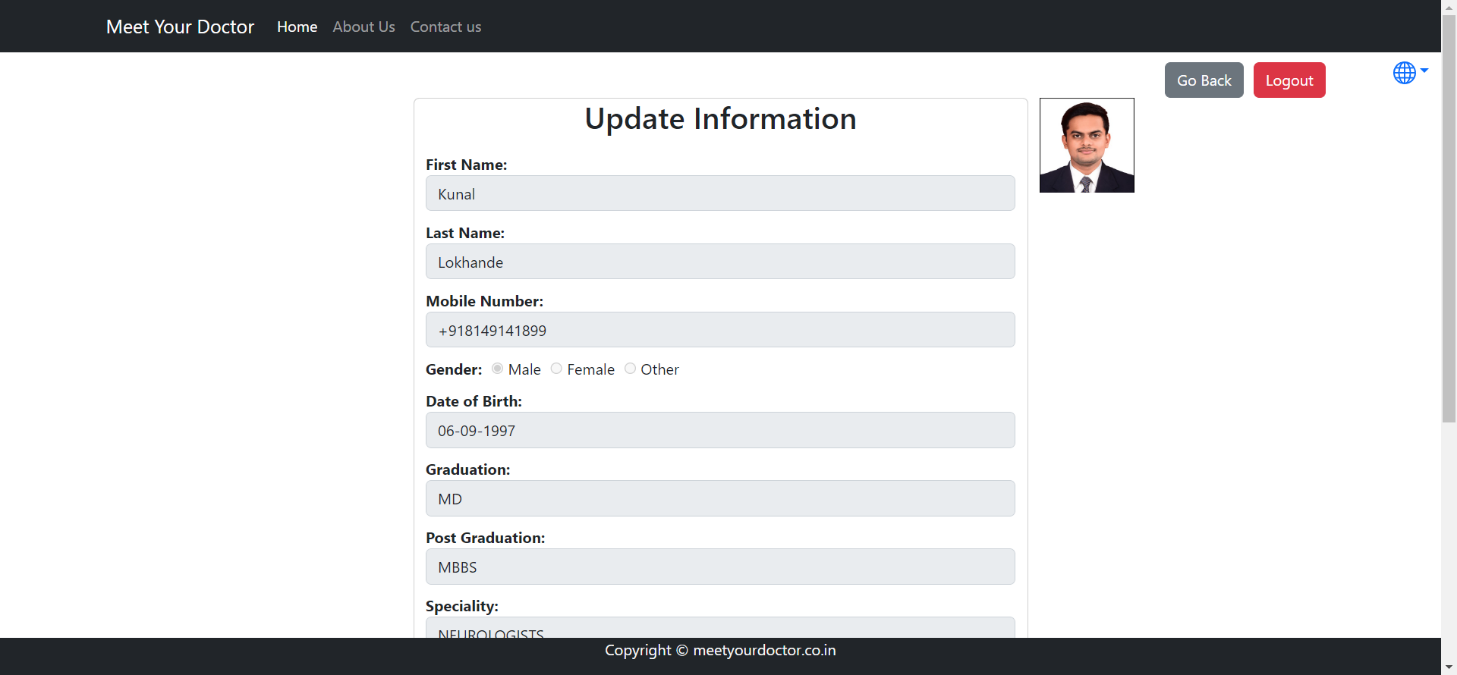 Meet Your Doctor Home About Us Contact us
Go Back Logout
Update Information
First Name:
Kunal
Last Name:
Lokhande
Mobile Number:
+918149141899
Gender: Male Female Other
Date of Birth:
06-09-1997
Graduation:
MD
Post Graduation:
MBBS
Speciality:
NEUROLOGISTS
Copyright © meetyourdoctor.co.in